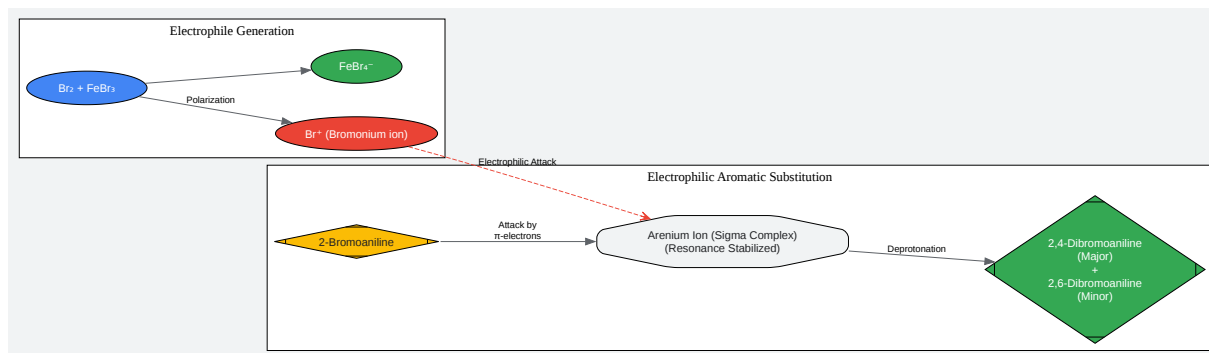 Electrophile Generation
FeBr₄⁻
Br₂ + FeBr₃
Polarization
Br⁺ (Bromonium ion)
Electrophilic Attack
Electrophilic Aromatic Substitution
2-Bromoaniline
Attack by
π-electrons
Arenium Ion (Sigma Complex)
(Resonance Stabilized)
Deprotonation
2,4-Dibromoaniline
(Major)
+
2,6-Dibromoaniline
(Minor)